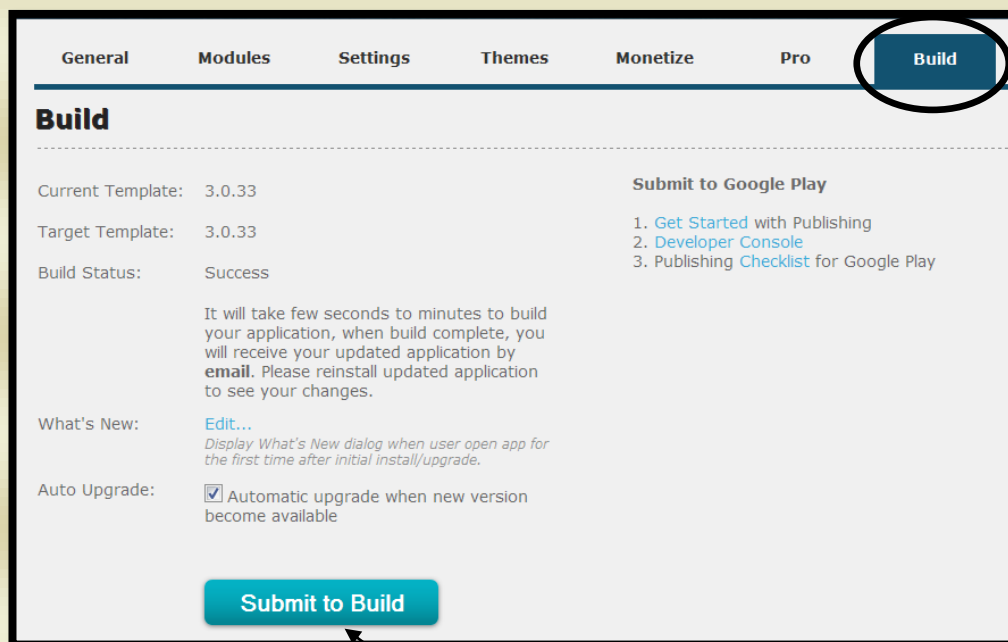 General Modules Settings Themes Monetize Pro Build
Build
Current Template: 3.0.33
Target Template: 3.0.33
Build Status: Success
It will take few seconds to minutes to build
your application, when build complete, you
will receive your updated application by
email. Please reinstall updated application
to see your changes.
What's New: Edit...
Display What's New dialog when user open app for
the first time after initial install/upgrade.
Auto Upgrade: Automatic upgrade when new version
become available
Submit to Build
Submit to Google Play
1. Get Started with Publishing
2. Developer Console
3. Publishing Checklist for Google Play